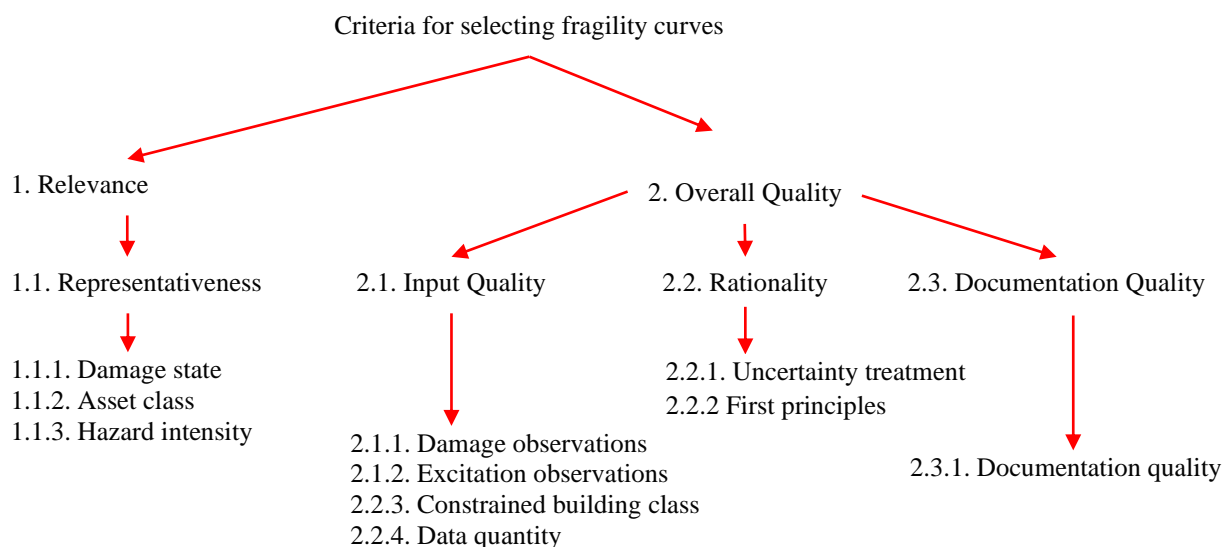 Criteria for selecting fragility curves
1. Relevance
2. Overall Quality
1.1. Representativeness
2.1. Input Quality
2.2. Rationality
2.3. Documentation Quality
1.1.1. Damage state
1.1.2. Asset class
1.1.3. Hazard intensity
2.1.1. Damage observations
2.1.2. Excitation observations
2.2.3. Constrained building class
2.2.4. Data quantity
2.2.1. Uncertainty treatment
2.2.2 First principles
2.3.1. Documentation quality